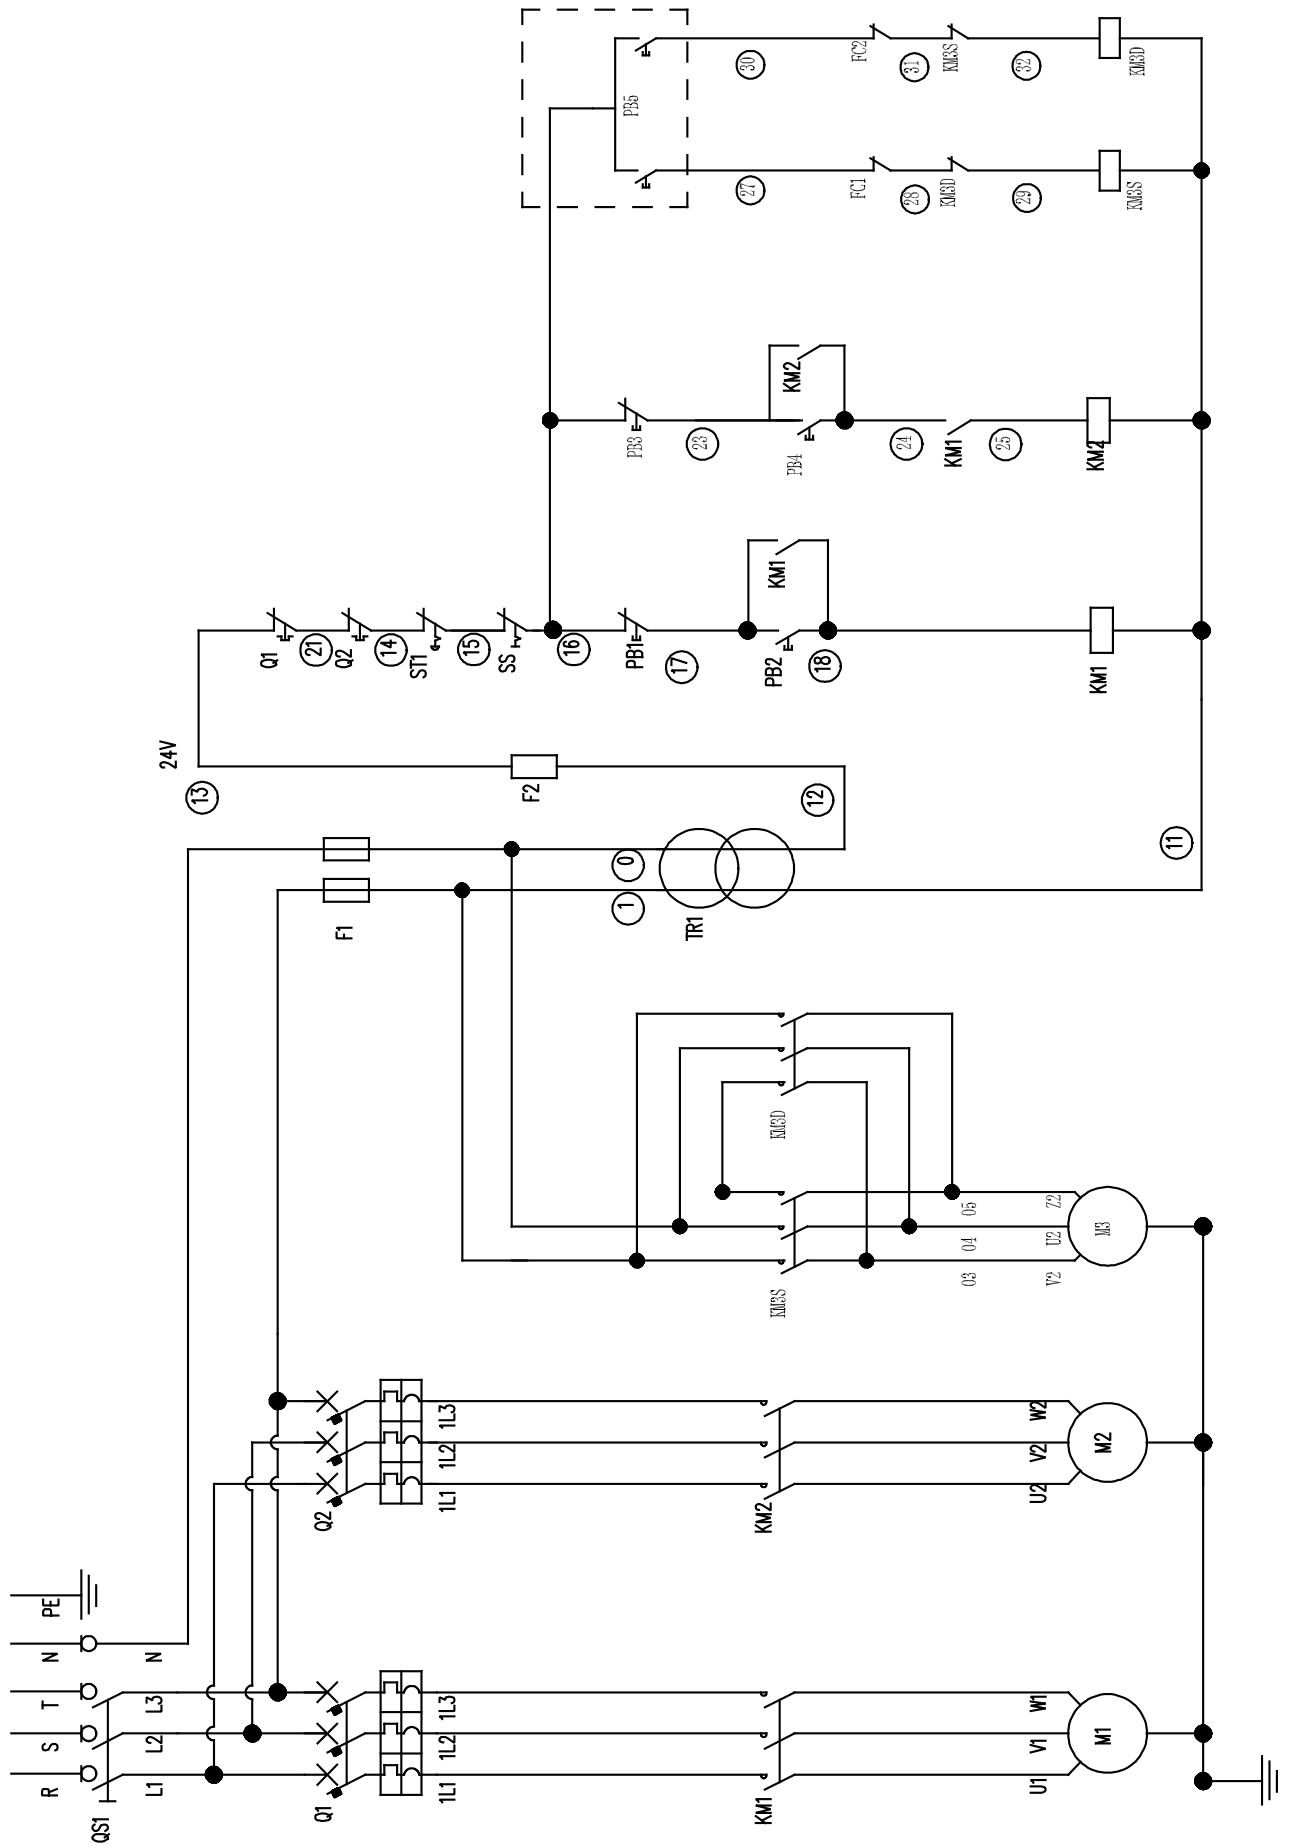 R
S
T
N
PE
QS1
L1
L2
L3
N
24V
13
Q1
21
Q1
Q2
F1
Q2
14
ST1
1L1
1L2
1L3
1L1
1L2
1L3
15
SS
F2
16
1
0
PB1
PB3
PB5
17
TR1
23
27
30
KM1
KM2
KM3S
KM3D
PB2
KM1
PB4
KM2
12
18
FC1
FC2
24
28
31
KM1
KM3D
KM3S
03
04
05
25
29
32
U1
V1
W1
U2
V2
W2
V2
U2
Z2
KM1
KM2
KM3S
KM3D
M1
M2
M3
11